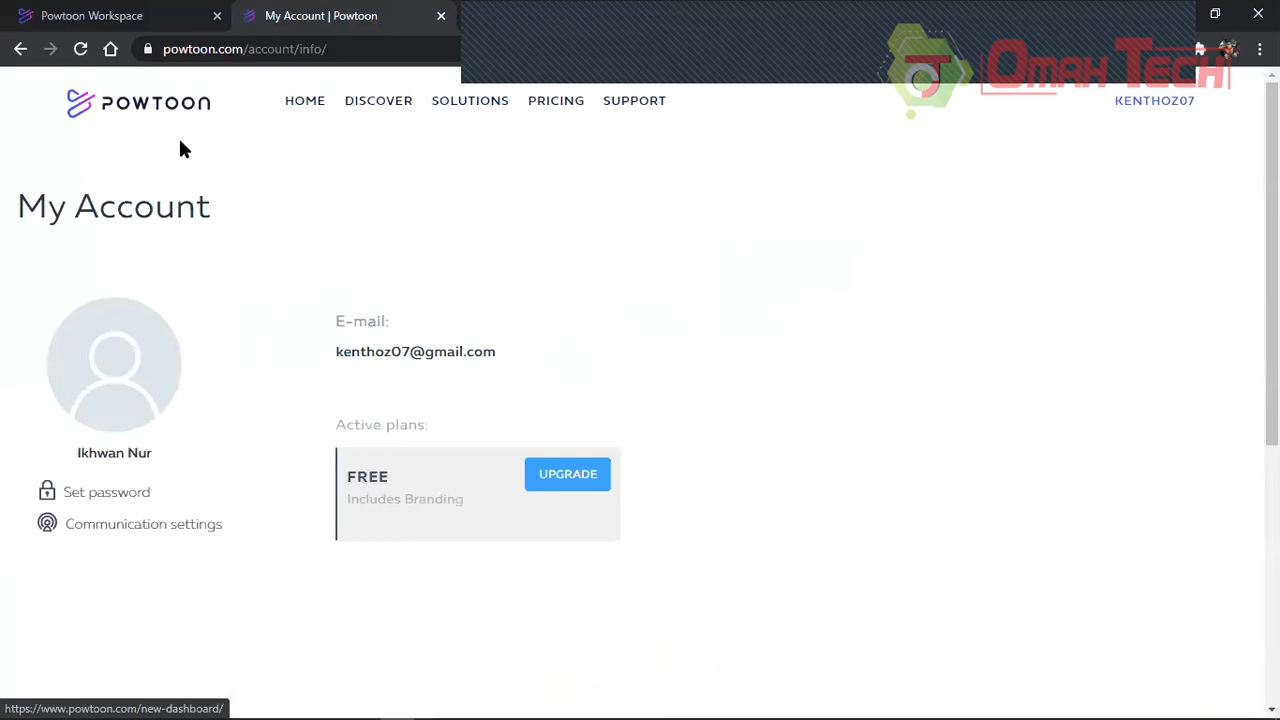 Powtoon Workspace
My Account | Powtoon
powtoon.com/account/info/
OMAH TECH
POWTOON
HOME
DISCOVER
SOLUTIONS
PRICING
SUPPORT
KENTHOZ07
My Account
E-mail:
kenthoz07@gmail.com
Active plans:
FREE
UPGRADE
Includes Branding
Ikhwan Nur
Set password
Communication settings
https://www.powtoon.com/new-dashboard/